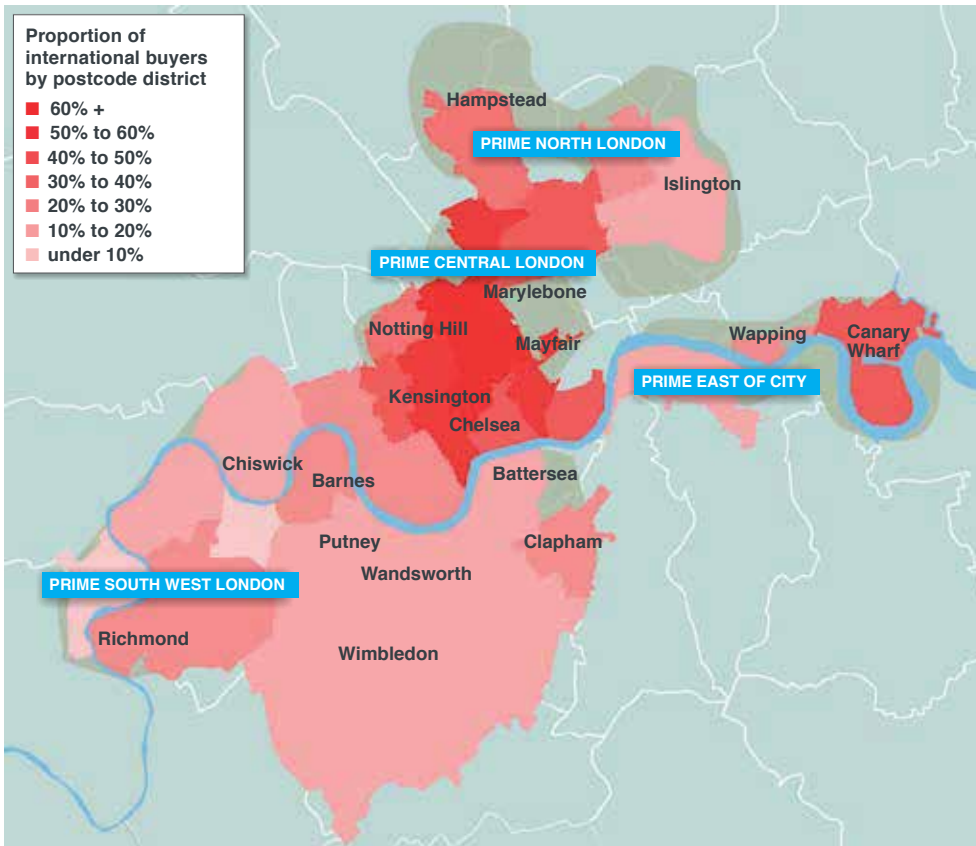 Proportion of
international buyers
by postcode district
60% +
50% to 60%
40% to 50%
30% to 40%
20% to 30%
10% to 20%
under 10%
Hampstead
PRIME NORTH LONDON
Islington
PRIME CENTRAL LONDON
Marylebone
Notting Hill
Mayfair
Wapping
Canary
Wharf
PRIME EAST OF CITY
Kensington
Chelsea
Chiswick
Barnes
Battersea
Putney
Clapham
Wandsworth
PRIME SOUTH WEST LONDON
Richmond
Wimbledon